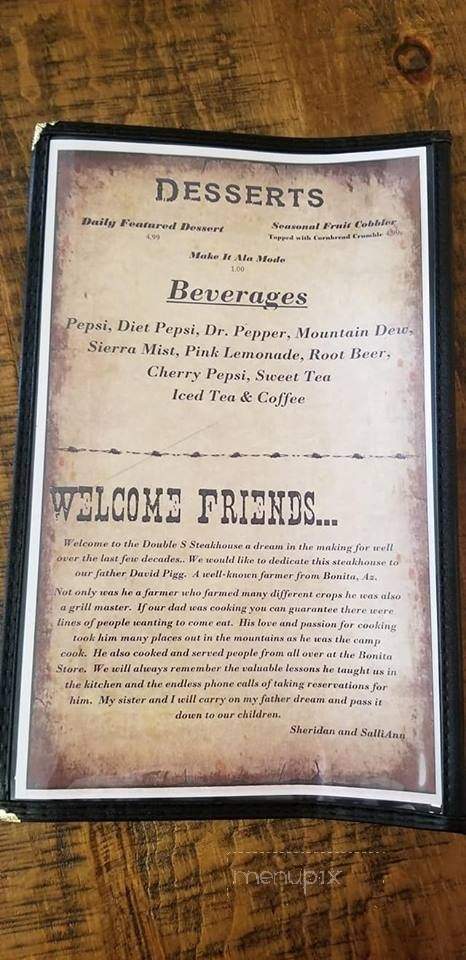 DESSERTS
Daily Featured Dessert Seasonal Fruit Cobbler
4.99 Topped with Cornbread Crumble 4.99
Make It Ala Mode
1.00
Beverages
Pepsi, Diet Pepsi, Dr. Pepper, Mountain Dew,
Sierra Mist, Pink Lemonade, Root Beer,
Cherry Pepsi, Sweet Tea
Iced Tea & Coffee
WELCOME FRIENDS...
Welcome to the Double S Steakhouse a dream in the making for well
over the last few decades.. We would like to dedicate this steakhouse to
our father David Pigg. A well-known farmer from Bonita, Az.
Not only was he a farmer who farmed many different crops he was also
a grill master. If our dad was cooking you can guarantee there were
lines of people wanting to come eat. His love and passion for cooking
took him many places out in the mountains as he was the camp
cook. He also cooked and served people from all over at the Bonita
Store. We will always remember the valuable lessons he taught us in
the kitchen and the endless phone calls of taking reservations for
him. My sister and I will carry on my father dream and pass it
down to our children.
Sheridan and SalliAnn
menupix